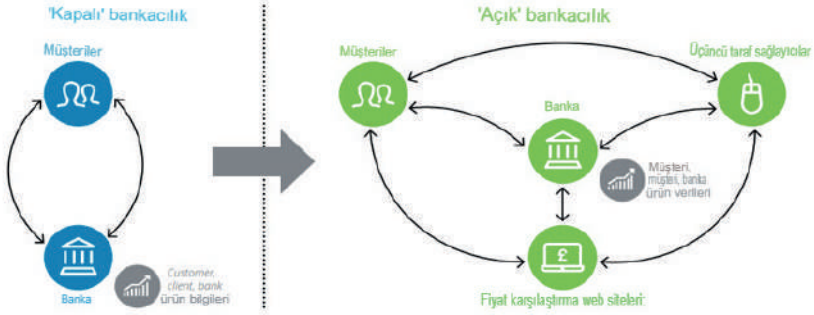 'Kapalı' bankacılık
Müşteriler
Banka
Customer,
client, bank
ürün bilgileri
'Açık' bankacılık
Müşteriler
Üçüncü taraf sağlayıcılar
Banka
Müşteri,
müşteri, banka
ürün verileri
£
Fiyat karşılaştırma web siteleri: